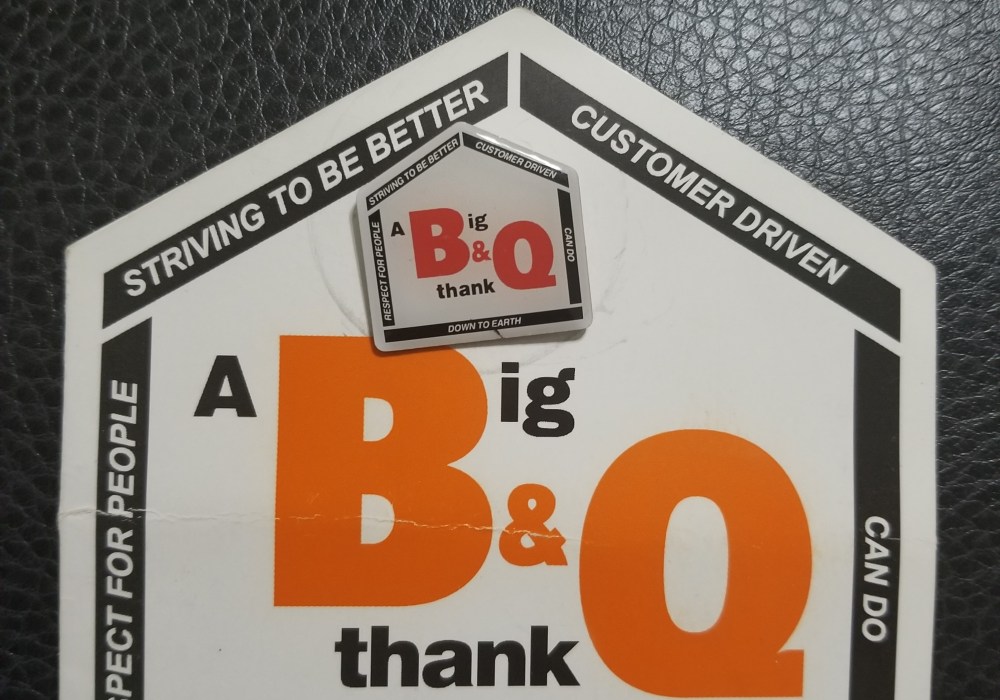 STRIVING TO BE BETTER
CUSTOMER DRIVEN
STRIVING TO BE BETTER
CUSTOMER DRIVEN
RESPECT FOR PEOPLE
A Big
&Q
thank
CAN DO
DOWN TO EARTH
SPECT FOR PEOPLE
A Big
&Q
thank
CAN DO